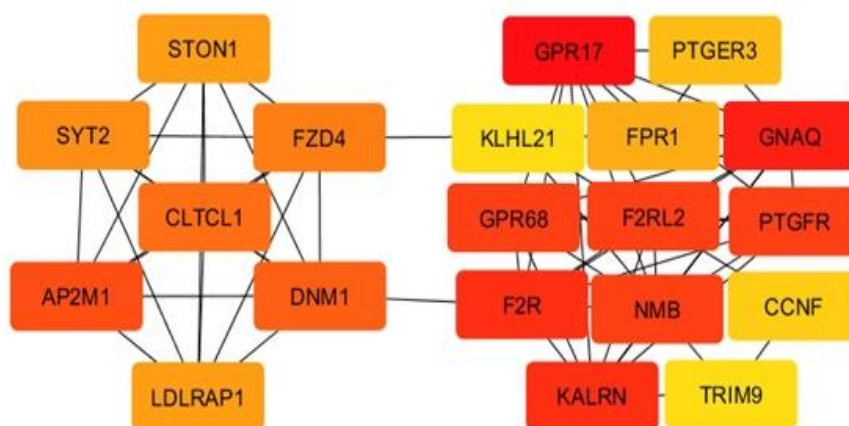 STON1
GPR17
PTGER3
SYT2
FZD4
KLHL21
FPR1
GNAQ
CLTCL1
GPR68
F2RL2
PTGFR
AP2M1
DNM1
F2R
NMB
CCNF
LDLRAP1
KALRN
TRIM9